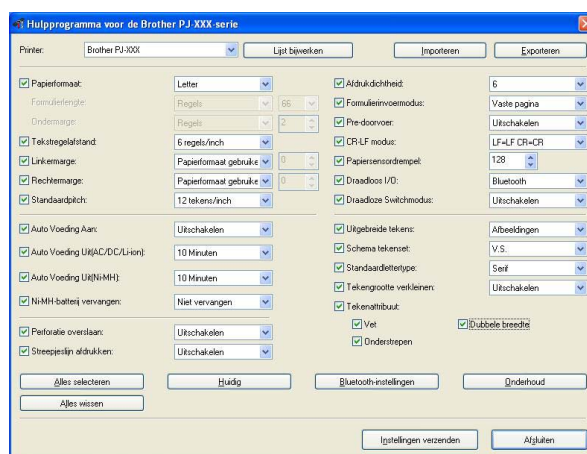 Hulpprogramma voor de Brother PJ-XXX-serie
Printer: Brother PJ-XXX Lijst bijwerken Importeren Exporteren
Papierformaat: Letter
Formulierlengte: Regels 66
Ondermarge: Regels 2
Tekstregelafstand: 6 regels/inch
Linkermarge: Papierformaat gebruike 0
Rechtermarge: Papierformaat gebruike 0
Standaardpitch: 12 tekens/inch
Auto Voeding Aan: Uitschakelen
Auto Voeding Uit(AC/DC/Li-ion): 10 Minuten
Auto Voeding Uit(Ni-MH): 10 Minuten
Ni-MH-batterij vervangen: Niet vervangen
Perforatie overslaan: Uitschakelen
Streepjeslijn afdrukken: Uitschakelen
Afdrukdichtheid: 6
Formulierinvoermodus: Vaste pagina
Pre-doorvoer: Uitschakelen
CR-LF modus: LF=LF CR=CR
Papiersensordrempel: 128
Draadloos I/O: Bluetooth
Draadloze Switchmodus: Uitschakelen
Uitgebreide tekens: Afbeeldingen
Schema tekenset: V.S.
Standaardlettertype: Serif
Tekengrootte verkleinen: Uitschakelen
Tekenattribuut:
Vet Dubbele breedte
Onderstrepen
Alles selecteren Huidig Bluetooth-instellingen Onderhoud
Alles wissen
Instellingen verzenden Afsluiten